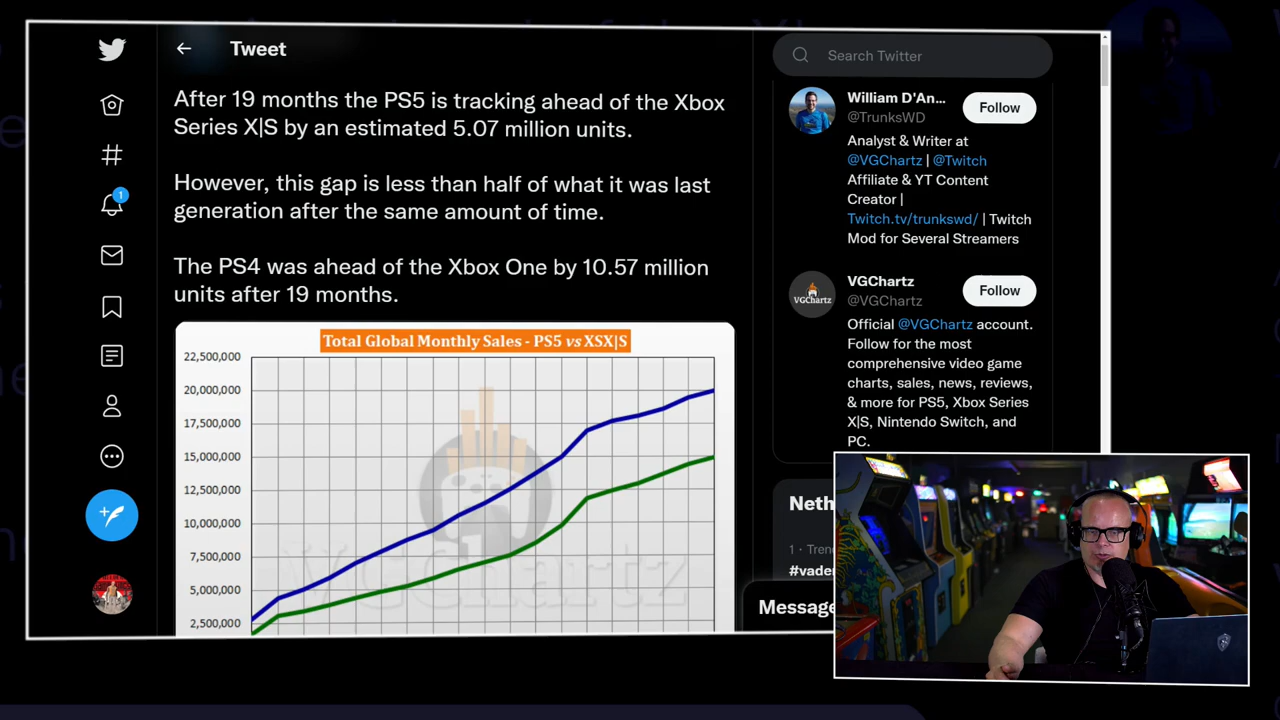 Tweet
After 19 months the PS5 is tracking ahead of the Xbox
Series X|S by an estimated 5.07 million units.
However, this gap is less than half of what it was last
generation after the same amount of time.
The PS4 was ahead of the Xbox One by 10.57 million
units after 19 months.
Total Global Monthly Sales - PS5 vs XSX|S
22,500,000
20,000,000
17,500,000
15,000,000
12,500,000
10,000,000
7,500,000
5,000,000
2,500,000
VGChartz
1
Search Twitter
William D'An...
@TrunksWD
Follow
Analyst & Writer at
@VGChartz | @Twitch
Affiliate & YT Content
Creator |
Twitch.tv/trunkswd/ | Twitch
Mod for Several Streamers
VGCHARTZ
VGChartz
@VGChartz
Follow
Official @VGChartz account.
Follow for the most
comprehensive video game
charts, sales, news, reviews,
& more for PS5, Xbox Series
X|S, Nintendo Switch, and
PC.
Neth
1 · Tren
#vader
Message